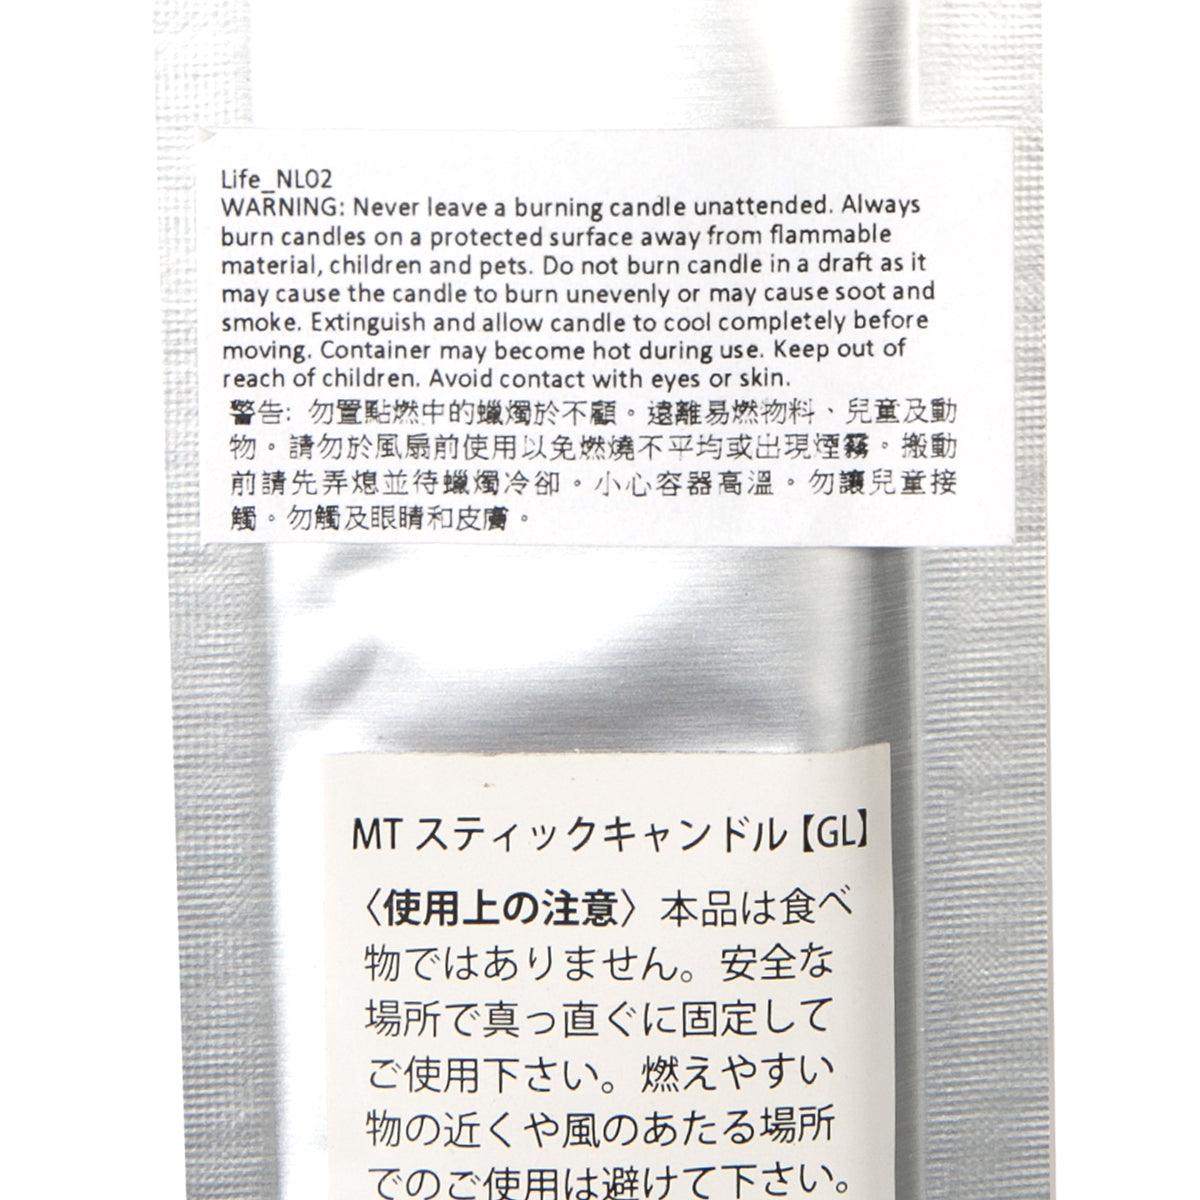 Life_NL02
WARNING: Never leave a burning candle unattended. Always
burn candles on a protected surface away from flammable
material, children and pets. Do not burn candle in a draft as it
may cause the candle to burn unevenly or may cause soot and
smoke. Extinguish and allow candle to cool completely before
moving. Container may become hot during use. Keep out of
reach of children. Avoid contact with eyes or skin.
警告: 勿置點燃中的蠟燭於不顧。遠離易燃物料、兒童及動
物。請勿於風扇前使用以免燃燒不平均或出現煙霧。搬動
前請先弄熄並待蠟燭冷卻。小心容器高溫。勿讓兒童接
觸。勿觸及眼睛和皮膚。
MT スティックキャンドル【GL】
〈使用上の注意〉本品は食べ
物ではありません。安全な
場所で真っ直ぐに固定して
ご使用下さい。燃えやすい
物の近くや風のあたる場所
でのご使用は避けて下さい。